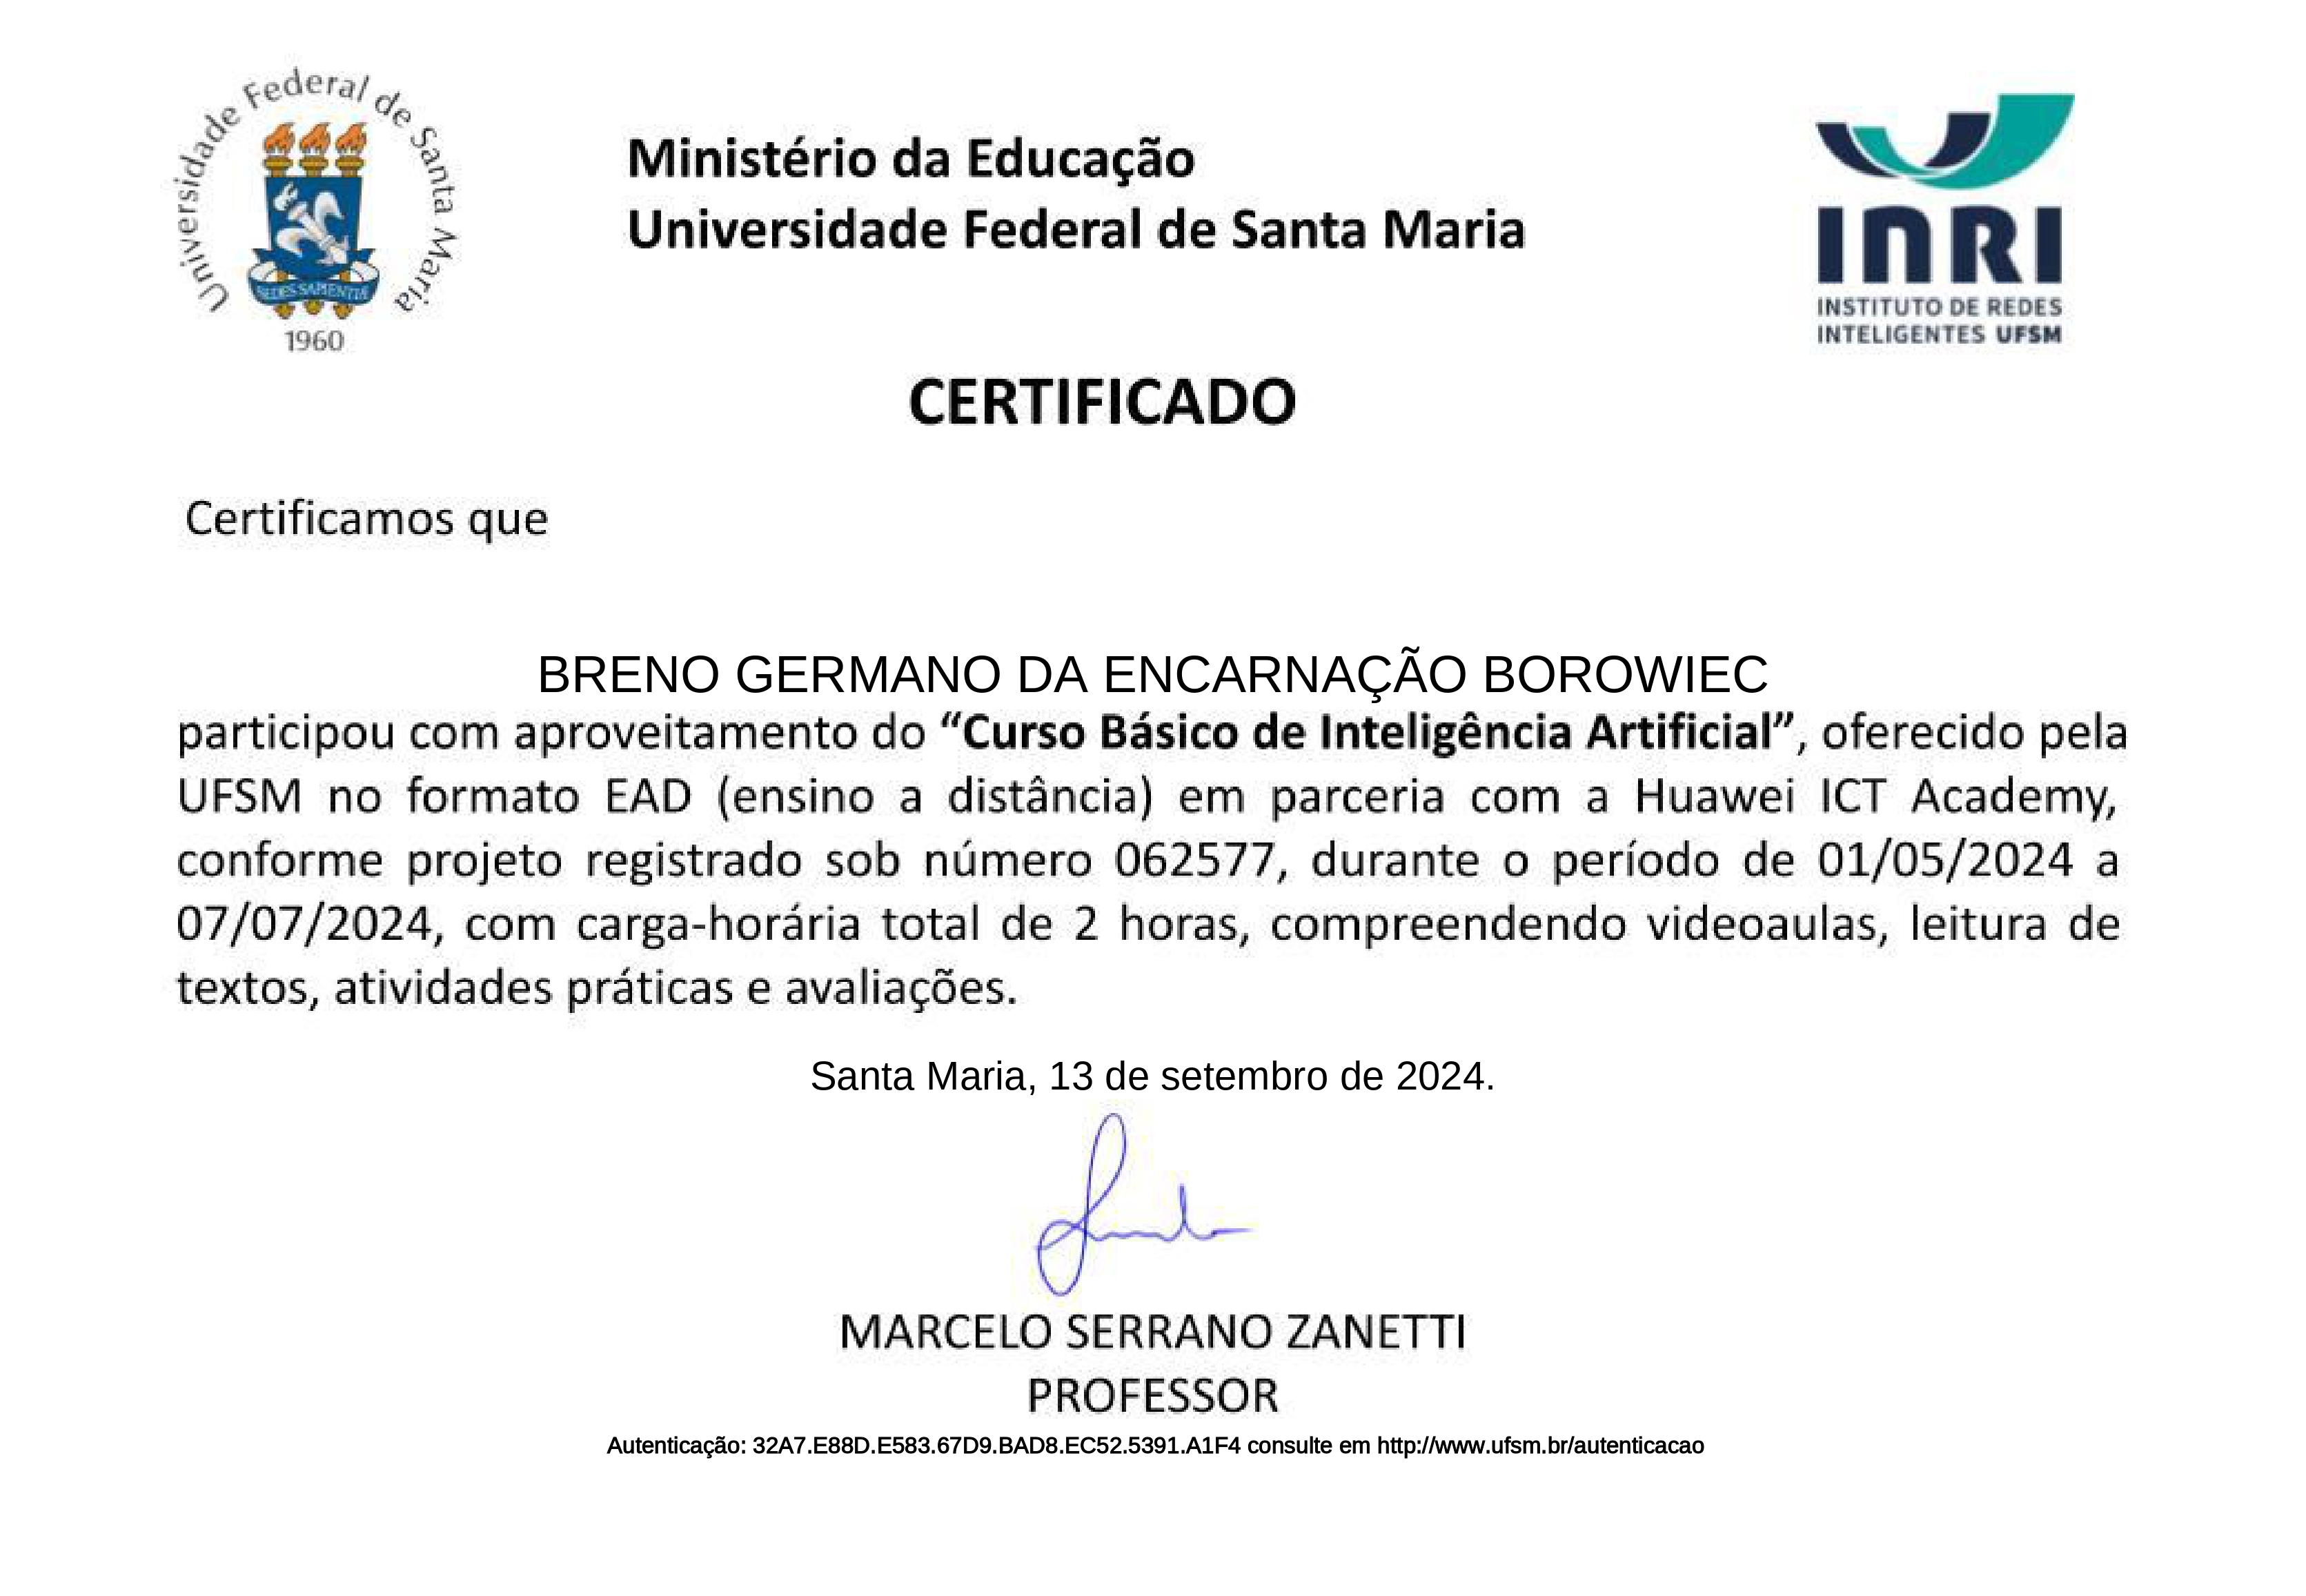 Universidade Federal de Santa Maria
SEDES SAPIENTIA
1960
Ministério da Educação
Universidade Federal de Santa Maria
INRI
INSTITUTO DE REDES
INTELIGENTES UFSM
CERTIFICADO
Certificamos que
BRENO GERMANO DA ENCARNAÇÃO BOROWIEC
participou com aproveitamento do “Curso Básico de Inteligência Artificial”, oferecido pela
UFSM no formato EAD (ensino a distância) em parceria com a Huawei ICT Academy,
conforme projeto registrado sob número 062577, durante o período de 01/05/2024 a
07/07/2024, com carga-horária total de 2 horas, compreendendo videoaulas, leitura de
textos, atividades práticas e avaliações.
Santa Maria, 13 de setembro de 2024.
MARCELO SERRANO ZANETTI
PROFESSOR
Autenticação: 32A7.E88D.E583.67D9.BAD8.EC52.5391.A1F4 consulte em http://www.ufsm.br/autenticacao